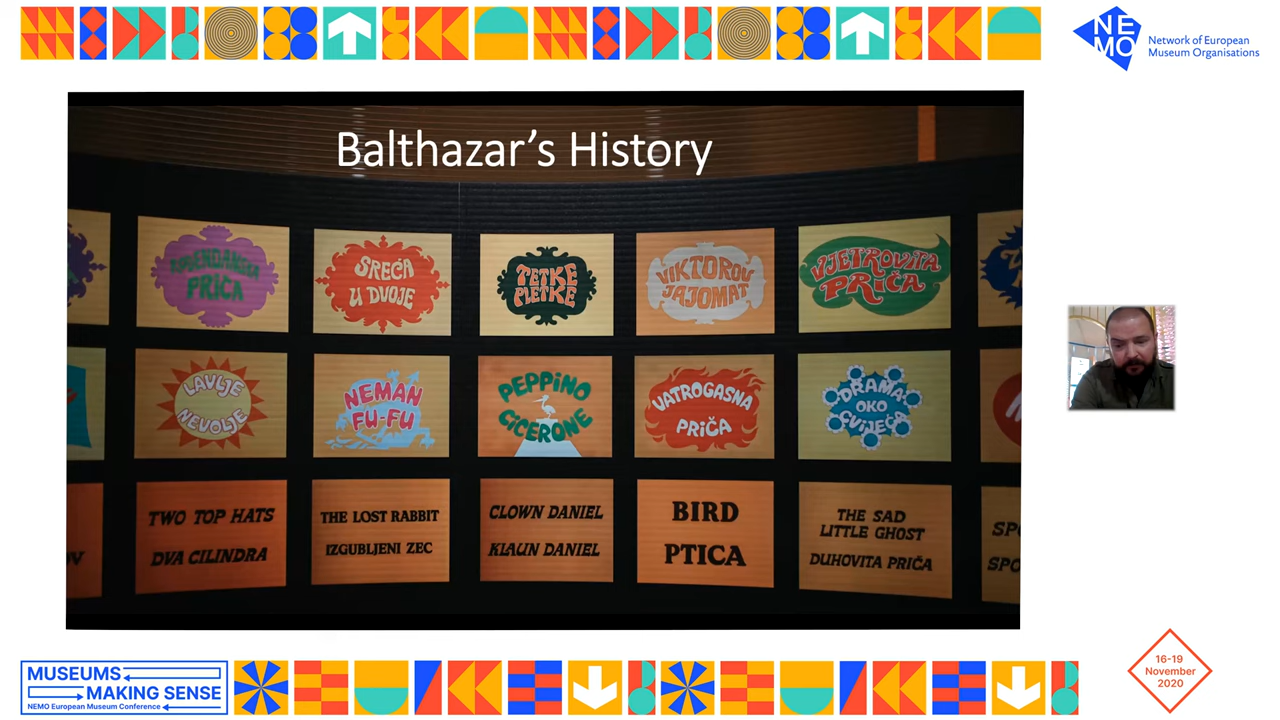 NE
MO
Network of European
Museum Organisations
Balthazar's History
PRIČA
SREĆA
U DVOJE
TETKE
PLETKE
VIKTOROV
JAJOMAT
VJETROVITA
PRIČA
LAVLJE
NEVOLJE
NEMAN
FU-FU
PEPPINO
CICERONE
VATROGASNA
PRIČA
DRAMA
OKO
CVIJEĆA
TWO TOP HATS
DVA CILINDRA
THE LOST RABBIT
IZGUBLJENI ZEC
CLOWN DANIEL
KLAUN DANIEL
BIRD
PTICA
THE SAD
LITTLE GHOST
DUHOVITA PRIČA
SPO
SPO
MUSEUMS
MAKING SENSE
NEMO European Museum Conference
16-19
November
2020